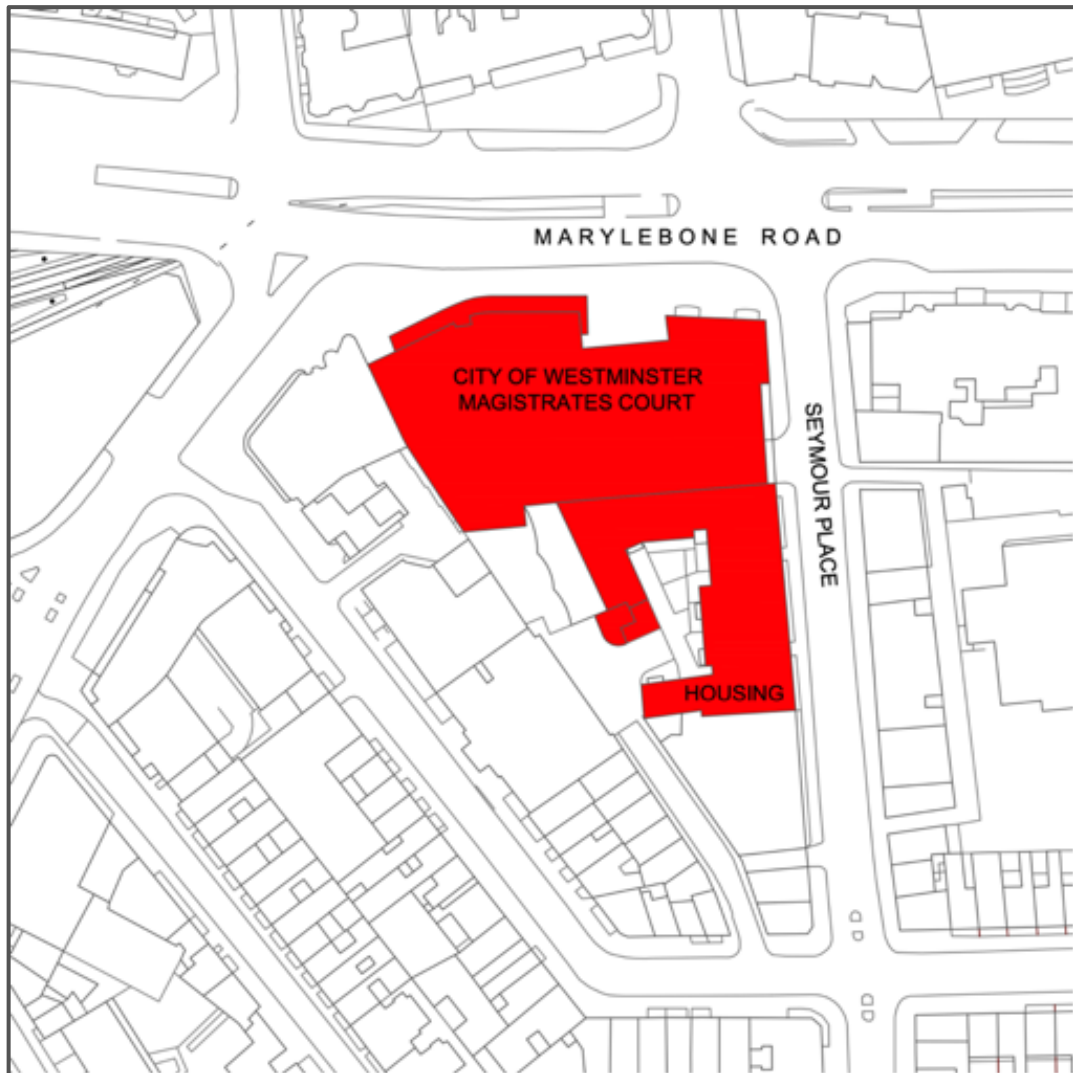 MARYLEBONE ROAD
CITY OF WESTMINSTER
MAGISTRATES COURT
SEYMOUR PLACE
HOUSING